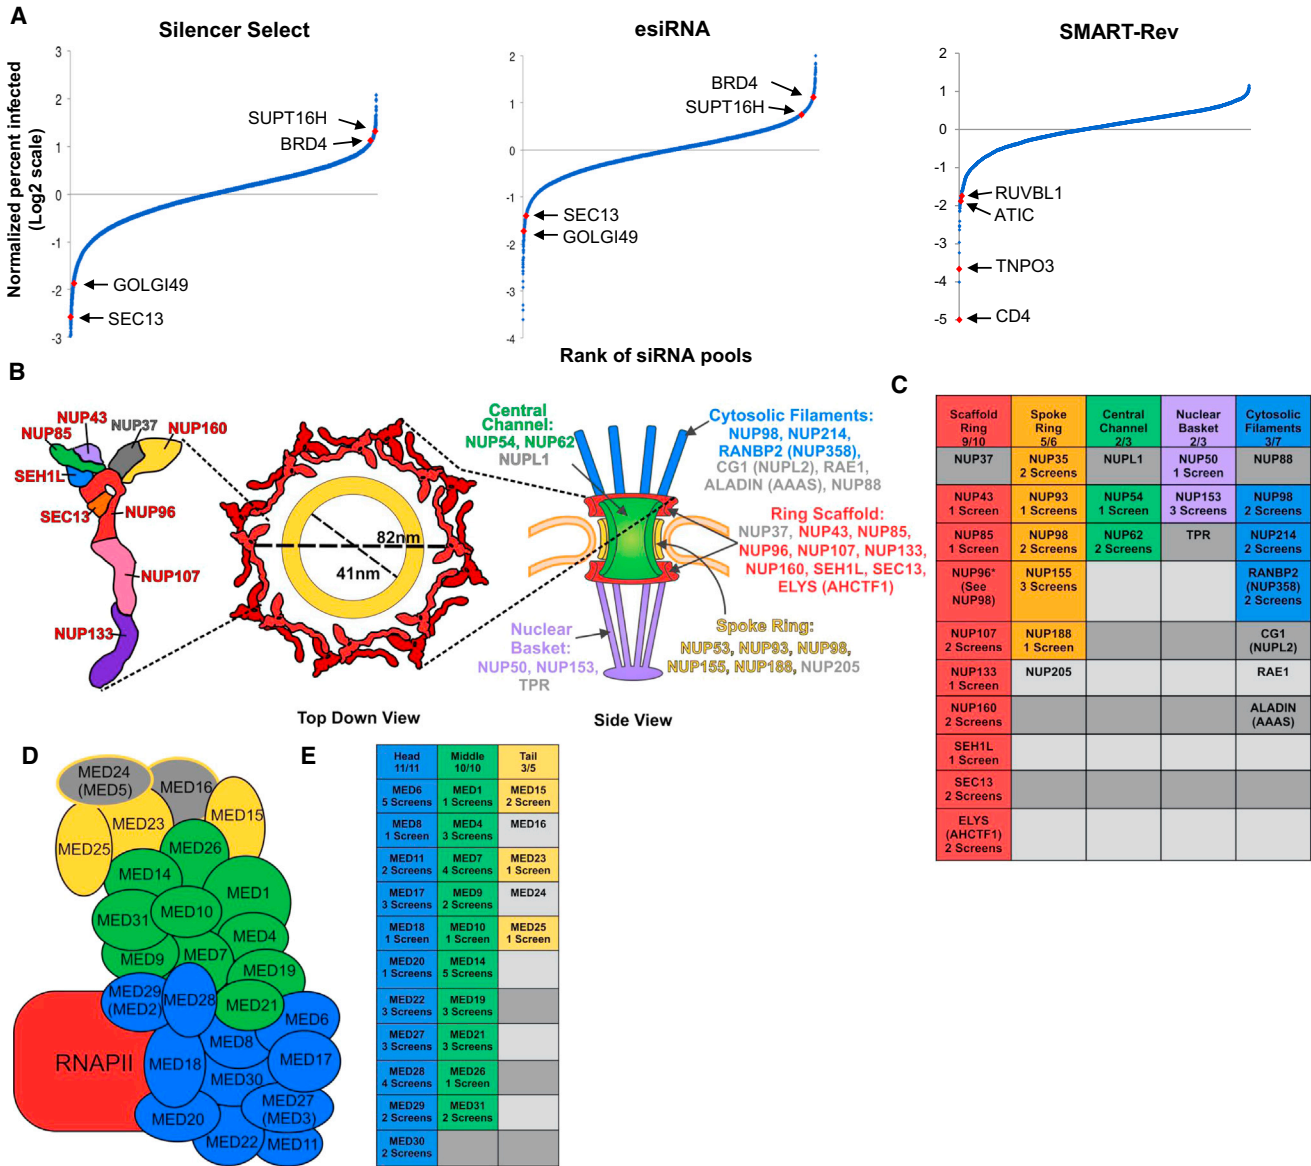 A
Silencer Select
esiRNA
SMART-Rev
Normalized percent infected
(Log2 scale)
3
2
1
0
-1
-2
-3
SUPT16H
BRD4
GOLGI49
SEC13
2
1
0
-1
-2
-3
-4
BRD4
SUPT16H
SEC13
GOLGI49
2
1
0
-1
-2
-3
-4
-5
RUVBL1
ATIC
TNPO3
CD4
Rank of siRNA pools
B
NUP43
NUP37
NUP85
NUP160
SEH1L
SEC13
NUP96
NUP107
NUP133
82nm
41nm
Top Down View
Central
Channel:
NUP54, NUP62
NUPL1
Cytosolic Filaments:
NUP98, NUP214,
RANBP2 (NUP358),
CG1 (NUPL2), RAE1,
ALADIN (AAAS), NUP88
Ring Scaffold:
NUP37, NUP43, NUP85,
NUP96, NUP107, NUP133,
NUP160, SEH1L, SEC13,
ELYS (AHCTF1)
Nuclear
Basket:
NUP50, NUP153,
TPR
Spoke Ring:
NUP53, NUP93, NUP98,
NUP155, NUP188, NUP205
Side View
C
Scaffold
Ring
9/10
Spoke
Ring
5/6
Central
Channel
2/3
Nuclear
Basket
2/3
Cytosolic
Filaments
3/7
NUP37
NUP35
2 Screens
NUPL1
NUP50
1 Screen
NUP88
NUP43
1 Screen
NUP93
1 Screens
NUP54
1 Screen
NUP153
3 Screens
NUP98
2 Screens
NUP85
1 Screen
NUP98
2 Screens
NUP62
2 Screens
TPR
NUP214
2 Screens
NUP96*
(See
NUP98)
NUP155
3 Screens
RANBP2
(NUP358)
2 Screens
NUP107
2 Screens
NUP188
1 Screen
CG1
(NUPL2)
NUP133
1 Screen
NUP205
RAE1
NUP160
2 Screens
ALADIN
(AAAS)
SEH1L
1 Screen
SEC13
2 Screens
ELYS
(AHCTF1)
2 Screens
D
MED24
(MED5)
MED16
MED15
MED23
MED25
MED26
MED14
MED1
MED10
MED31
MED4
MED9
MED7
MED19
MED29
(MED2)
MED28
MED21
MED6
MED8
MED17
RNAPII
MED18
MED30
MED27
(MED3)
MED20
MED22
MED11
E
Head
11/11
Middle
10/10
Tail
3/5
MED6
5 Screens
MED1
1 Screens
MED15
2 Screen
MED8
1 Screen
MED4
3 Screens
MED16
MED11
2 Screens
MED7
4 Screens
MED23
1 Screen
MED17
3 Screens
MED9
2 Screens
MED24
MED18
1 Screen
MED10
1 Screen
MED25
1 Screen
MED20
1 Screens
MED14
5 Screens
MED22
3 Screens
MED19
3 Screens
MED27
3 Screens
MED21
3 Screens
MED28
4 Screens
MED26
1 Screen
MED29
2 Screens
MED31
2 Screens
MED30
2 Screens